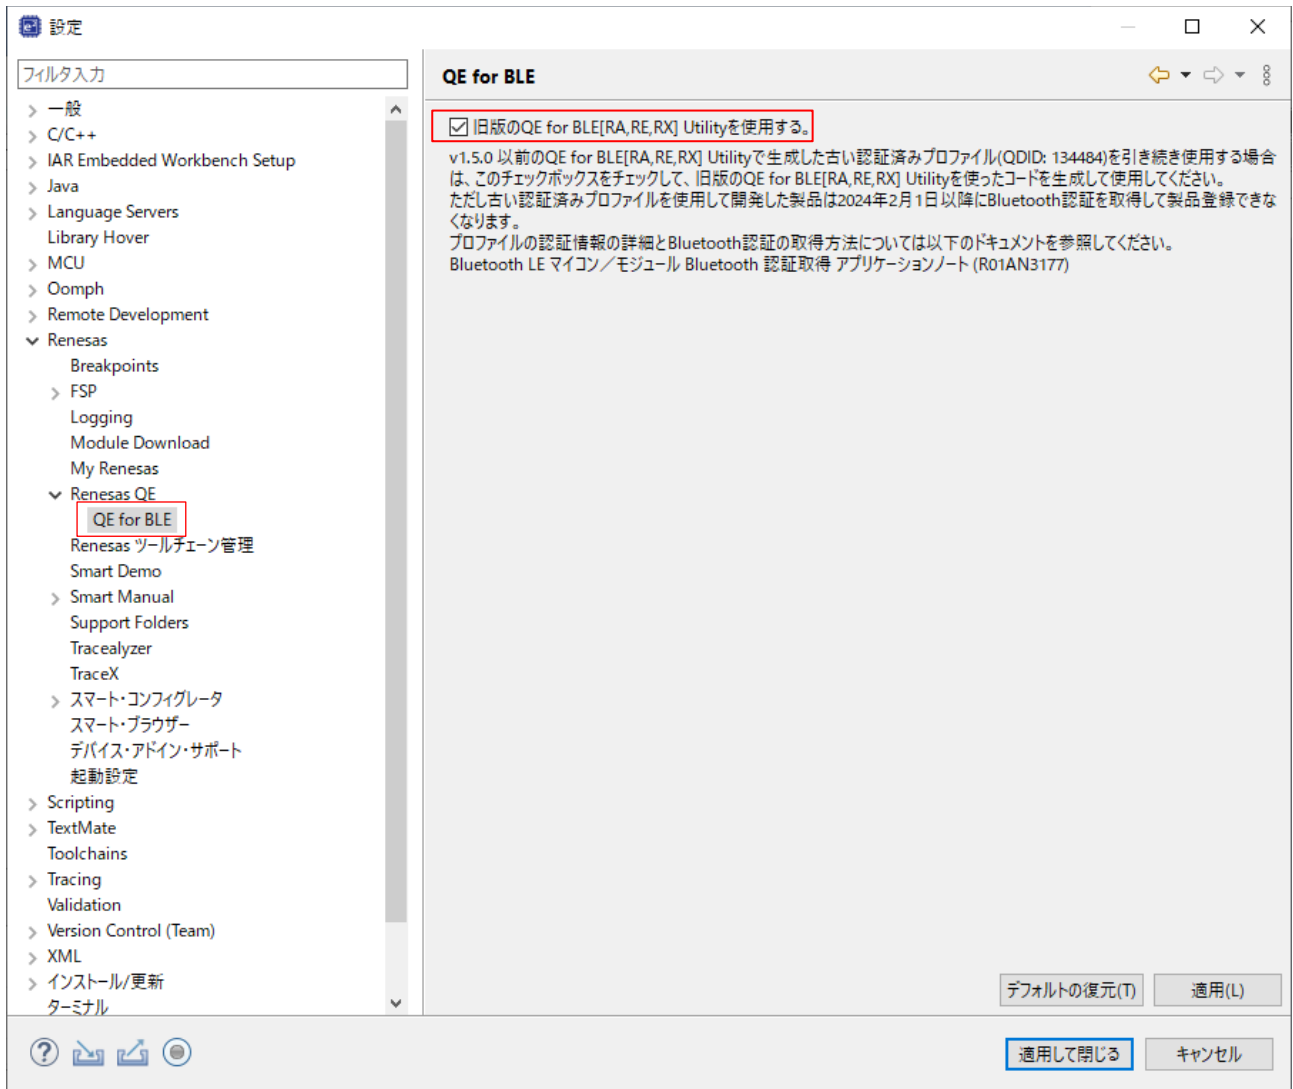 設定
フィルタ入力
一般
C/C++
IAR Embedded Workbench Setup
Java
Language Servers
Library Hover
MCU
Oomph
Remote Development
Renesas
Breakpoints
FSP
Logging
Module Download
My Renesas
Renesas QE
QE for BLE
Renesas ツールチェーン管理
Smart Demo
Smart Manual
Support Folders
Tracealyzer
TraceX
スマート・コンフィグレータ
スマート・ブラウザー
デバイス・アドイン・サポート
起動設定
Scripting
TextMate
Toolchains
Tracing
Validation
Version Control (Team)
XML
インストール/更新
ターミナル
QE for BLE
旧版のQE for BLE[RA,RE,RX] Utilityを使用する。
v1.5.0 以前のQE for BLE[RA,RE,RX] Utilityで生成した古い認証済みプロファイル(QDID: 134484)を引き続き使用する場合
は、このチェックボックスをチェックして、旧版のQE for BLE[RA,RE,RX] Utilityを使ったコードを生成して使用してください。
ただし古い認証済みプロファイルを使用して開発した製品は2024年2月1日以降にBluetooth認証を取得して製品登録できな
くなります。
プロファイルの認証情報の詳細とBluetooth認証の取得方法については以下のドキュメントを参照してください。
Bluetooth LE マイコン／モジュール Bluetooth 認証取得 アプリケーションノート (R01AN3177)
デフォルトの復元(T)
適用(L)
適用して閉じる
キャンセル